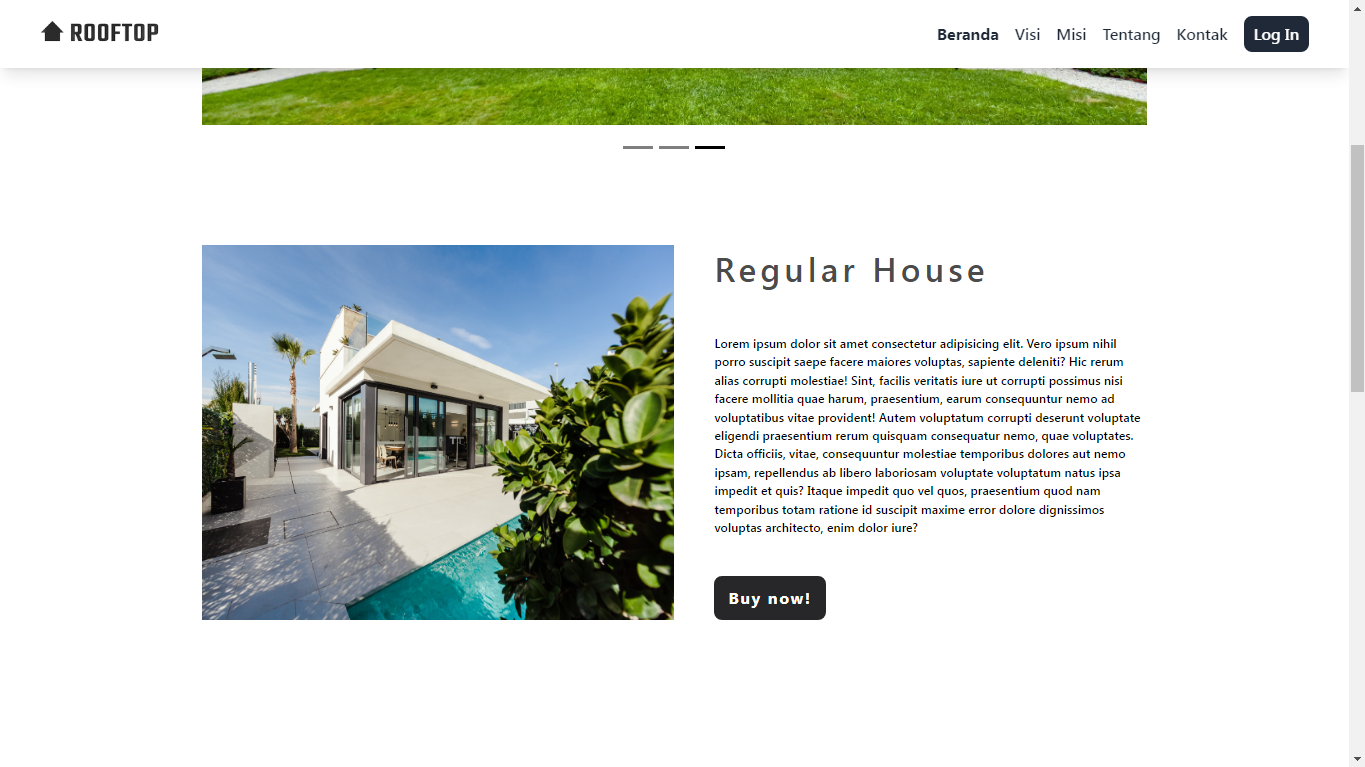 ROOFTOP
Beranda Visi Misi Tentang Kontak Log In
Regular House
Lorem ipsum dolor sit amet consectetur adipisicing elit. Vero ipsum nihil
porro suscipit saepe facere maiores voluptas, sapiente deleniti? Hic rerum
alias corrupti molestiae! Sint, facilis veritatis iure ut corrupti possimus nisi
facere mollitia quae harum, praesentium, earum consequuntur nemo ad
voluptatibus vitae provident! Autem voluptatum corrupti deserunt voluptate
eligendi praesentium rerum quisquam consequatur nemo, quae voluptates.
Dicta officiis, vitae, consequuntur molestiae temporibus dolores aut nemo
ipsam, repellendus ab libero laboriosam voluptate voluptatum natus ipsa
impedit et quis? Itaque impedit quo vel quos, praesentium quod nam
temporibus totam ratione id suscipit maxime error dolore dignissimos
voluptas architecto, enim dolor iure?
Buy now!